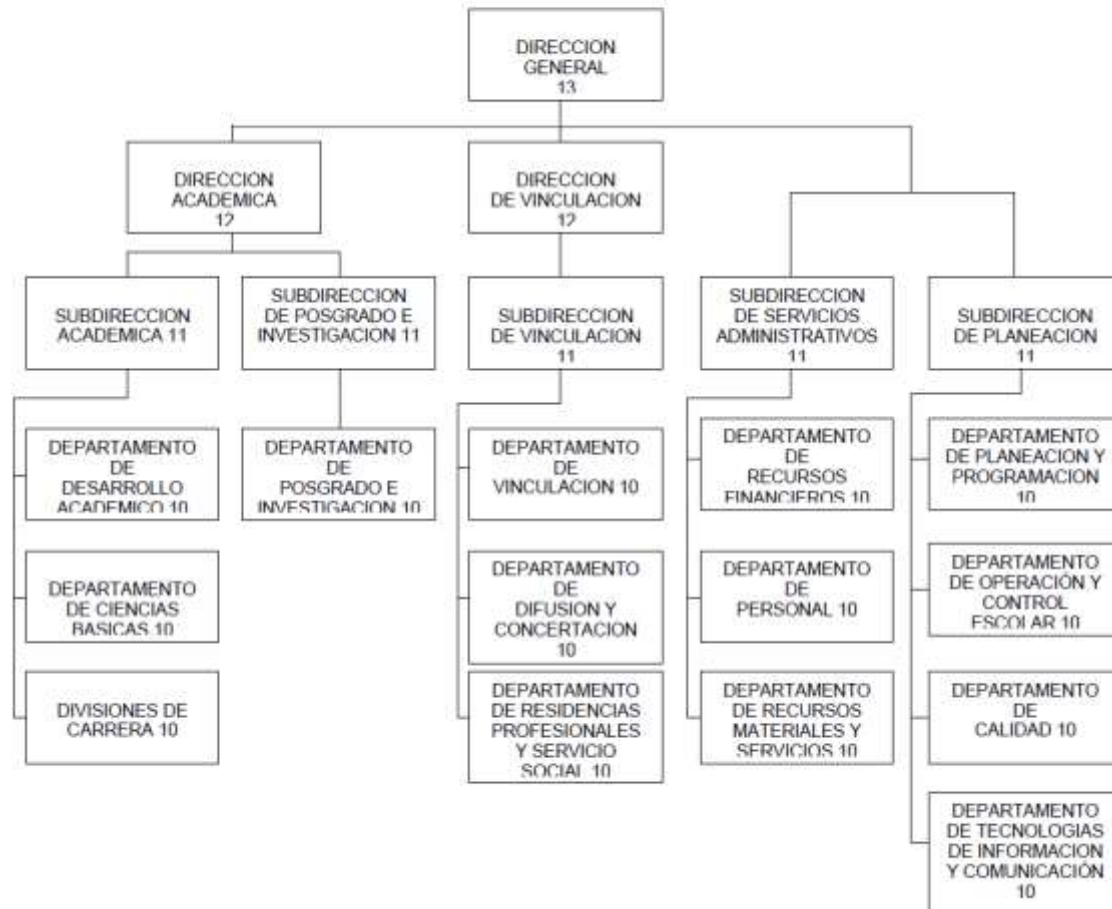 DIRECCION
GENERAL
13
DIRECCION
ACADEMICA
12
DIRECCION
DE VINCULACION
12
SUBDIRECCION
ACADEMICA 11
SUBDIRECCION
DE POSGRADO E
INVESTIGACION 11
SUBDIRECCION
DE VINCULACION
11
SUBDIRECCION
DE SERVICIOS
ADMINISTRATIVOS
11
SUBDIRECCION
DE PLANEACION
11
DEPARTAMENTO
DE
DESARROLLO
ACADEMICO 10
DEPARTAMENTO
DE
POSGRADO E
INVESTIGACION 10
DEPARTAMENTO
DE
VINCULACION 10
DEPARTAMENTO
DE
RECURSOS
FINANCIEROS 10
DEPARTAMENTO
DE PLANEACION Y
PROGRAMACION
10
DEPARTAMENTO
DE CIENCIAS
BASICAS 10
DEPARTAMENTO
DE
DIFUSION Y
CONCERTACION
10
DEPARTAMENTO
DE
PERSONAL 10
DEPARTAMENTO
DE OPERACIÓN Y
CONTROL
ESCOLAR 10
DIVISIONES DE
CARRERA 10
DEPARTAMENTO
DE RESIDENCIAS
PROFESIONALES
Y SERVICIO
SOCIAL 10
DEPARTAMENTO
DE RECURSOS
MATERIALES Y
SERVICIOS 10
DEPARTAMENTO
DE
CALIDAD 10
DEPARTAMENTO
DE TECNOLOGIAS
DE INFORMACION
Y COMUNICACIÓN
10